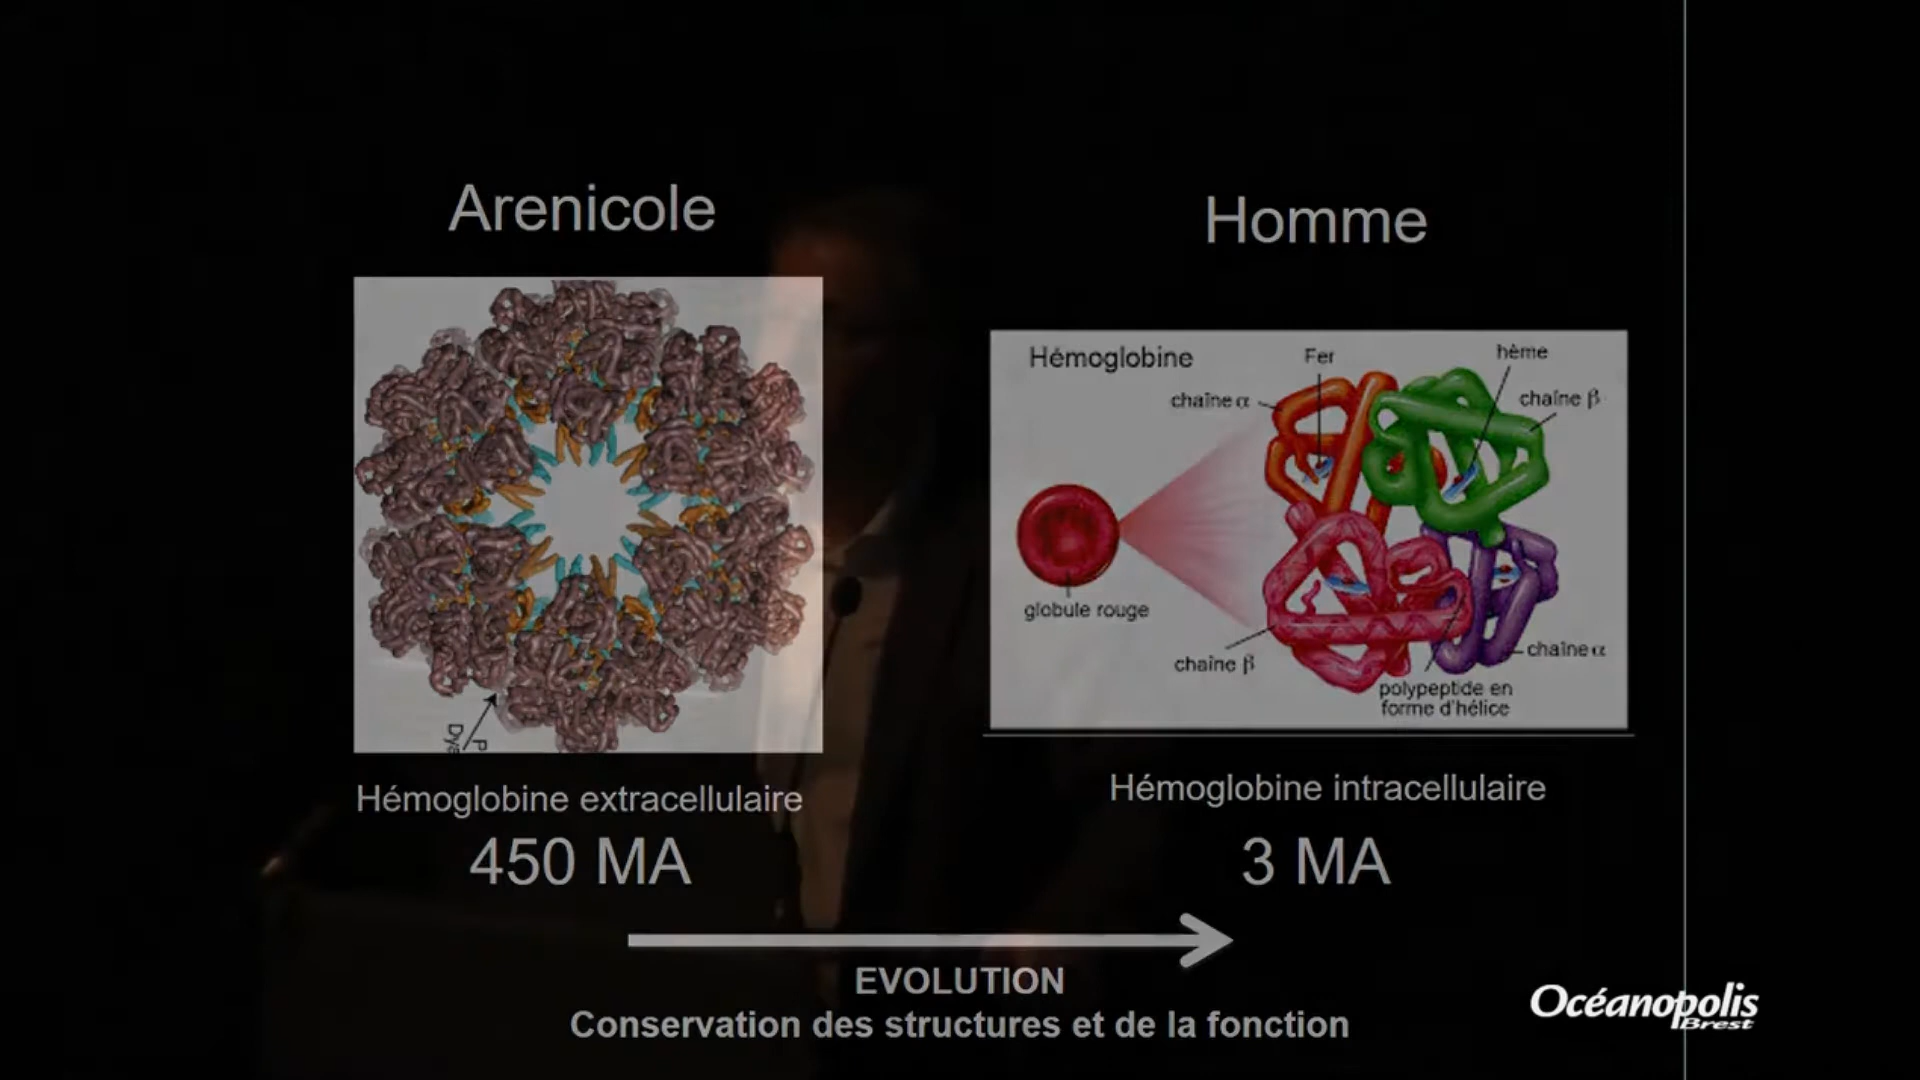 Arenicole
Homme
Hémoglobine
Fer
hème
chaîne α
chaîne β
globule rouge
chaîne β
chaîne α
polypeptide en
forme d'hélice
P
Hémoglobine extracellulaire
Hémoglobine intracellulaire
450 MA
3 MA
EVOLUTION
Conservation des structures et de la fonction
Océanopolis
Brest